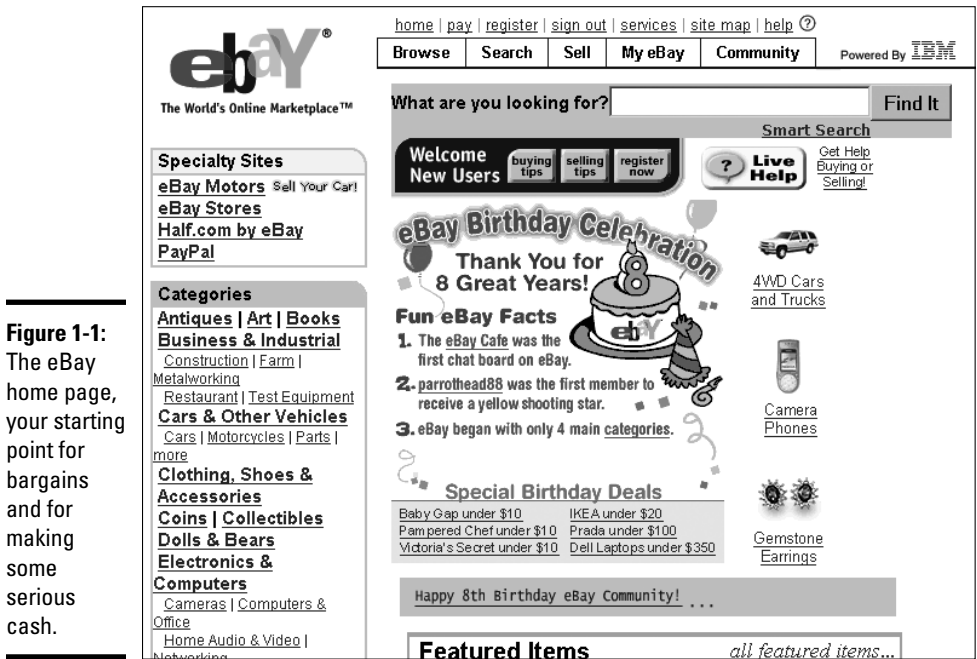 Figure 1-1:
The eBay
home page,
your starting
point for
bargains
and for
making
some
serious
cash.
ebaY®
The World's Online Marketplace™
home | pay | register | sign out | services | site map | help ?
Browse Search Sell My eBay Community Powered By IBM
What are you looking for? Find It
Smart Search
Welcome
New Users
buying
tips
selling
tips
register
now
? Live
Help
Get Help
Buying or
Selling!
Specialty Sites
eBay Motors Sell Your Car!
eBay Stores
Half.com by eBay
PayPal
Categories
Antiques | Art | Books
Business & Industrial
Construction | Farm |
Metalworking
Restaurant | Test Equipment
Cars & Other Vehicles
Cars | Motorcycles | Parts |
more
Clothing, Shoes &
Accessories
Coins | Collectibles
Dolls & Bears
Electronics &
Computers
Cameras | Computers &
Office
Home Audio & Video |
Networking
eBay Birthday Celebration
Thank You for
8 Great Years!
8
ebaY
Fun eBay Facts
1. The eBay Cafe was the
first chat board on eBay.
2. parrothead88 was the first member to
receive a yellow shooting star.
3. eBay began with only 4 main categories.
Special Birthday Deals
Baby Gap under $10 IKEA under $20
Pampered Chef under $10 Prada under $100
Victoria's Secret under $10 Dell Laptops under $350
4WD Cars
and Trucks
Camera
Phones
Gemstone
Earrings
Happy 8th Birthday eBay Community! ...
Featured Items all featured items...